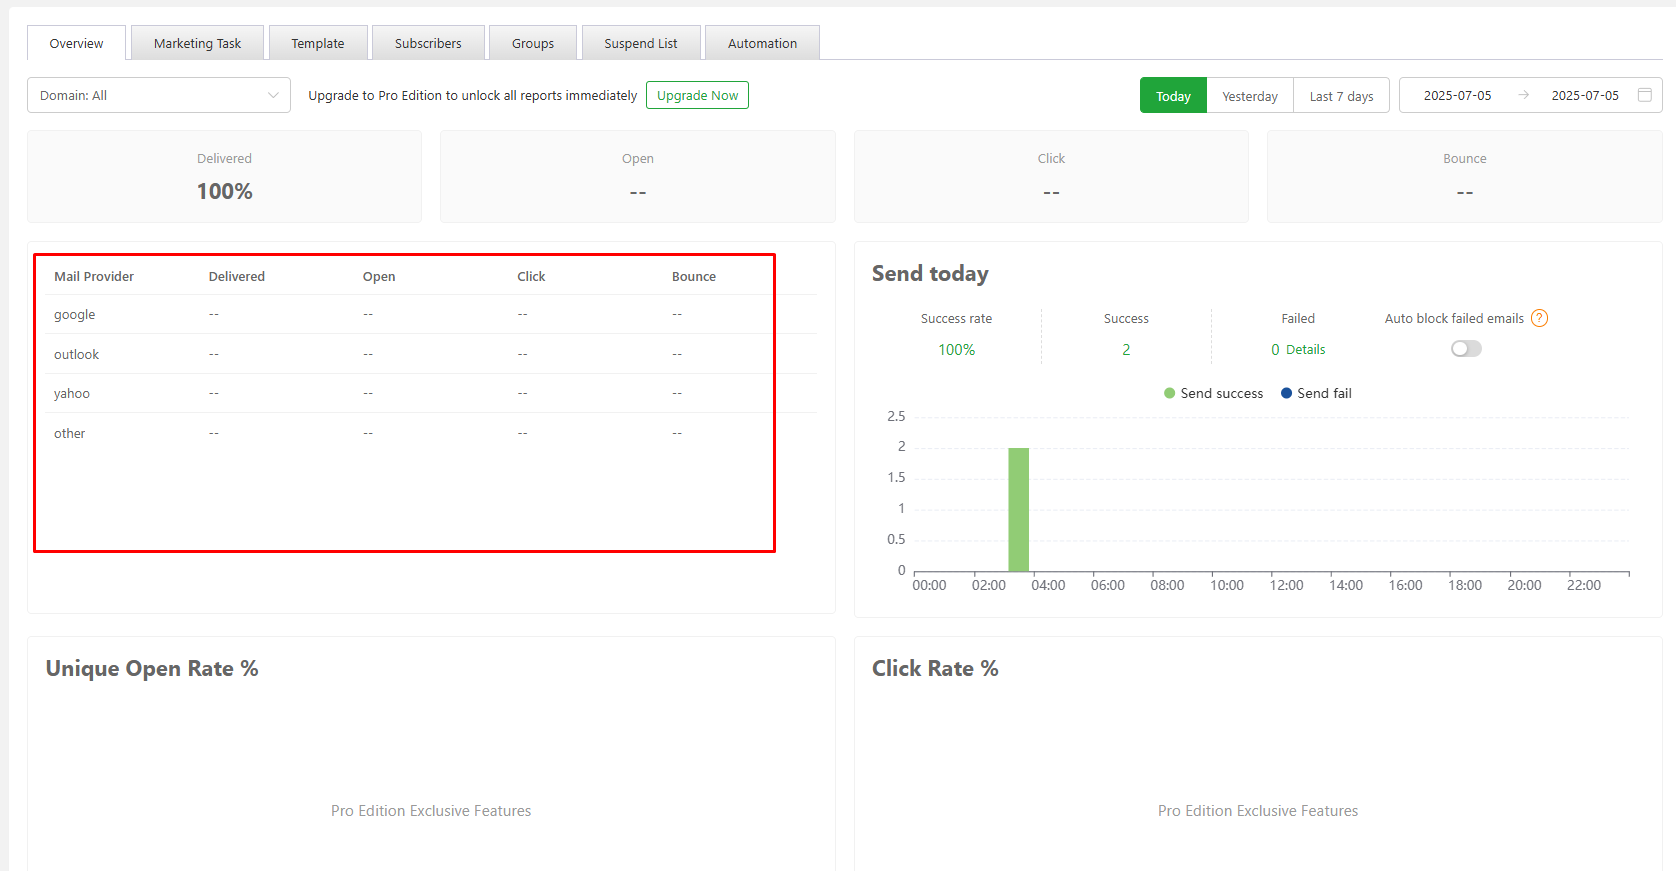 Overview Marketing Task Template Subscribers Groups Suspend List Automation
Domain: All Upgrade to Pro Edition to unlock all reports immediately Upgrade Now Today Yesterday Last 7 days 2025-07-05 → 2025-07-05
Delivered Open Click Bounce
100% -- -- --
Mail Provider Delivered Open Click Bounce
google -- -- -- --
outlook -- -- -- --
yahoo -- -- -- --
other -- -- -- --
Send today
Success rate Success Failed Auto block failed emails ?
100% 2 0 Details
Send success Send fail
2.5
2
1.5
1
0.5
0
00:00 02:00 04:00 06:00 08:00 10:00 12:00 14:00 16:00 18:00 20:00 22:00
Unique Open Rate %
Pro Edition Exclusive Features
Click Rate %
Pro Edition Exclusive Features